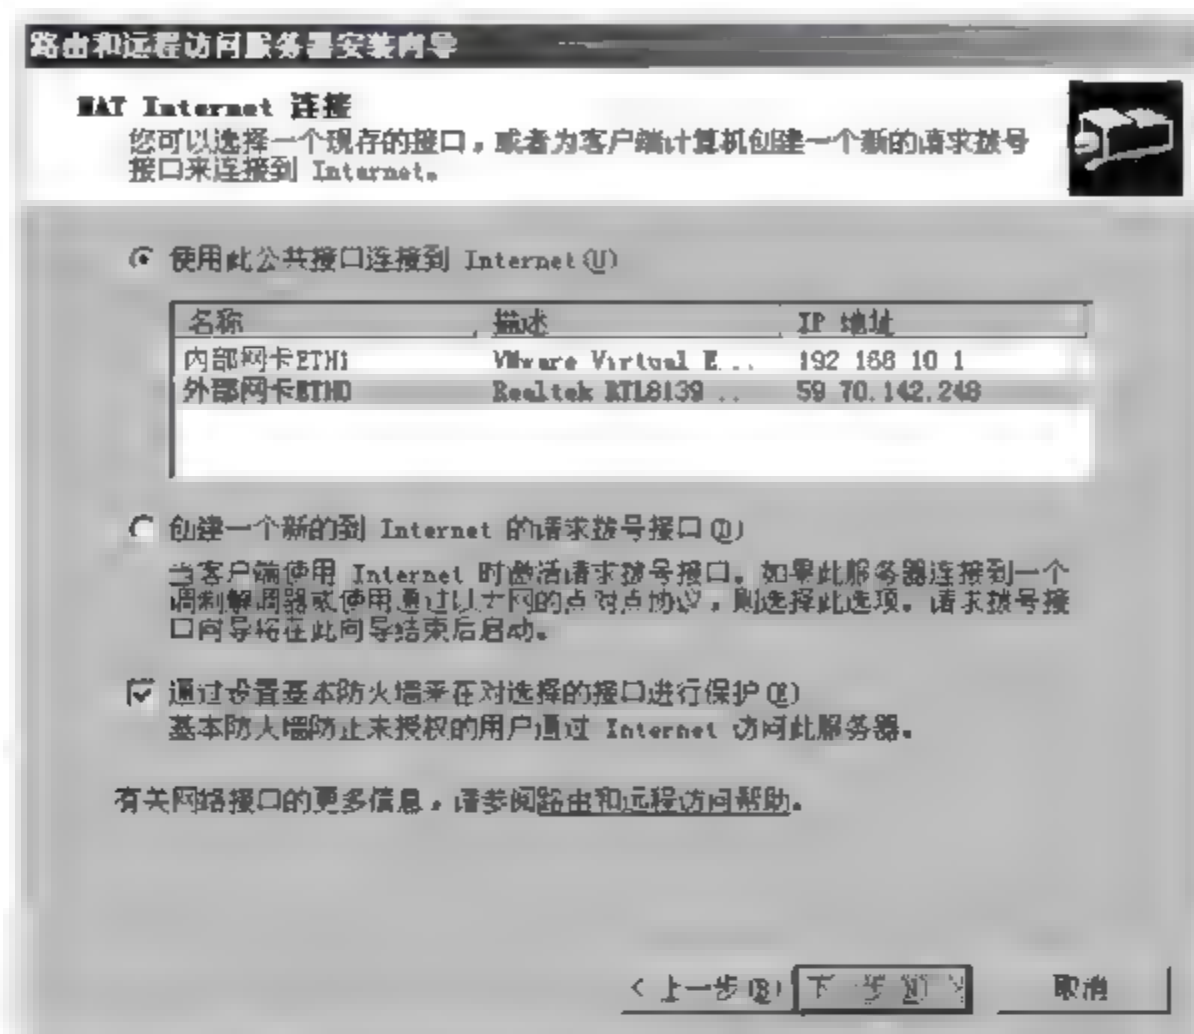 路由和远程访问服务器安装向导
NAT Internet 连接
您可以选择一个现存的接口,或者为客户端计算机创建一个新的请求拨号
接口来连接到 Internet。
使用此公共接口连接到 Internet(U)
名称 描述 IP 地址
内部网卡ETH1 VMware Virtual E... 192 168 10 1
外部网卡ETH0 Realtek RTL8139 .. 59 70.142.248
创建一个新的到 Internet 的请求拨号接口(I)
当客户端使用 Internet 时激活请求拨号接口。如果此服务器连接到一个
调制解调器或使用通过以太网的点对点协议,则选择此选项。请求拨号接
口向导将在此向导结束后启动。
通过设置基本防火墙来在对选择的接口进行保护(E)
基本防火墙防止未授权的用户通过 Internet 访问此服务器。
有关网络接口的更多信息,请参阅路由和远程访问帮助。
< 上一步(B) 下一步(N) > 取消